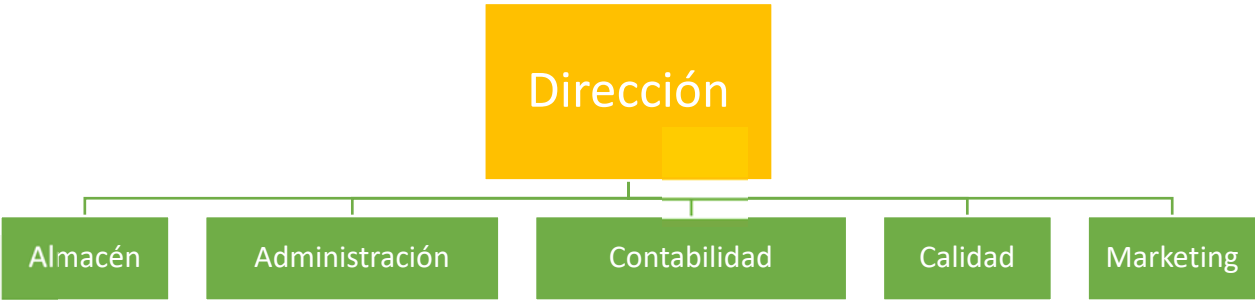 Dirección
Almacén
Administración
Contabilidad
Calidad
Marketing